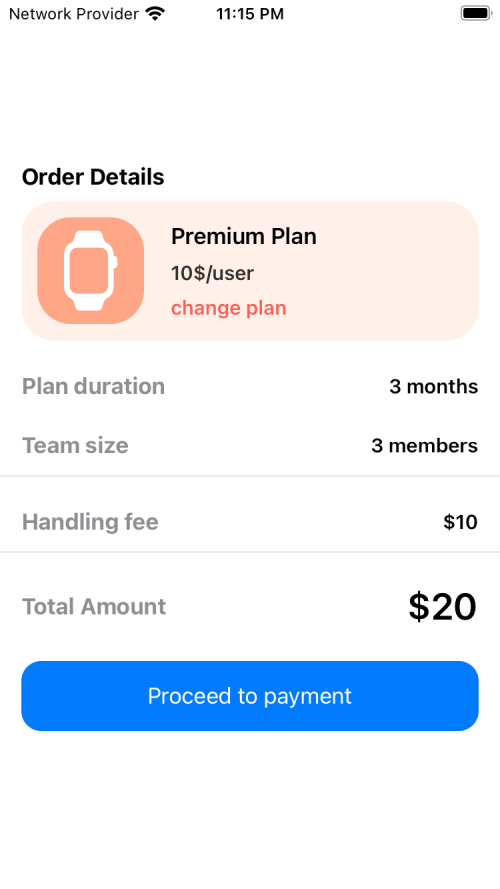 Network Provider 11:15 PM
Order Details
Premium Plan
10$/user
change plan
Plan duration 3 months
Team size 3 members
Handling fee $10
Total Amount $20
Proceed to payment